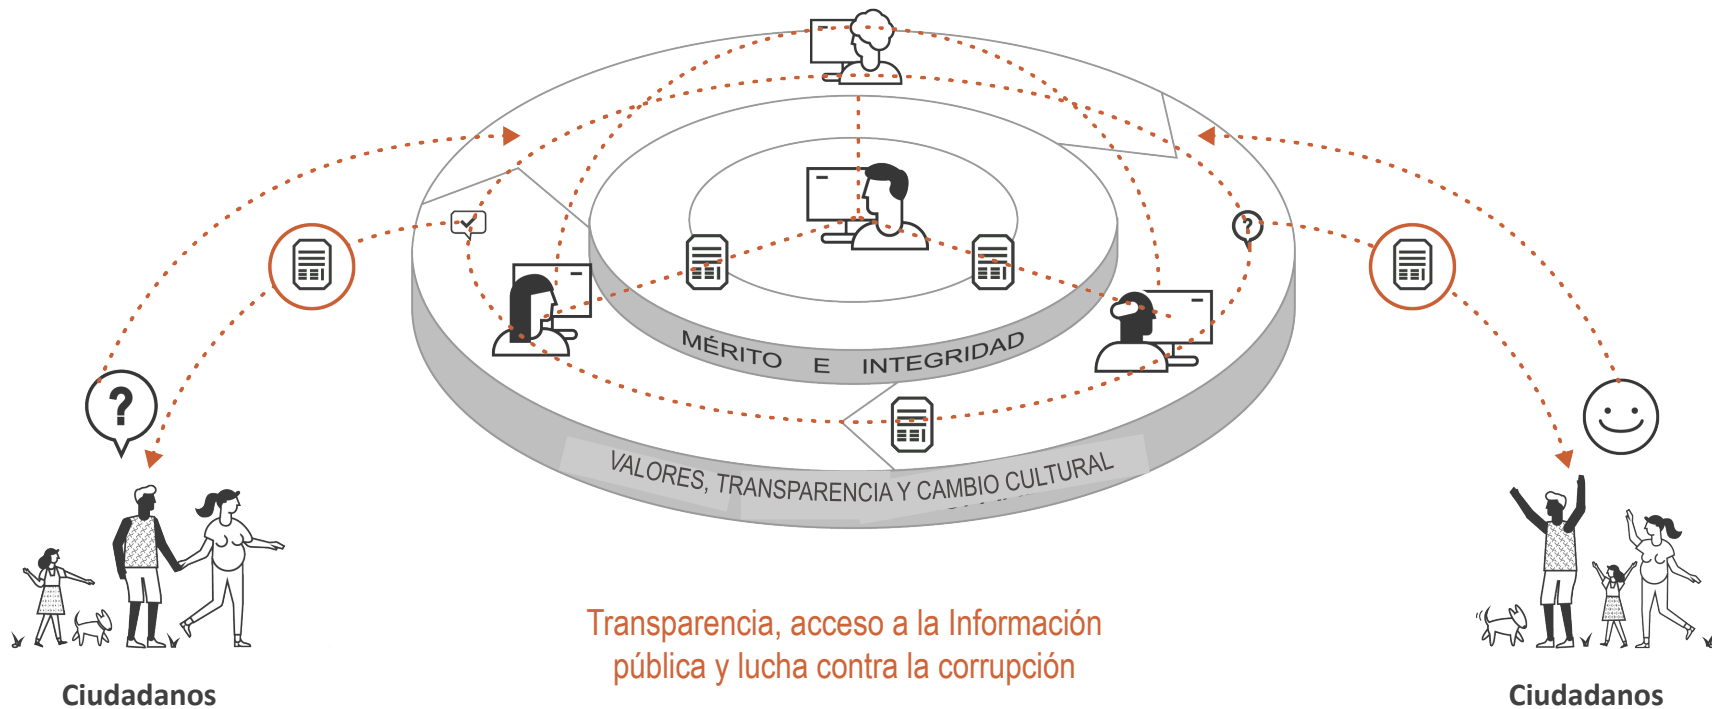 ?
?
MÉRITO E INTEGRIDAD
VALORES, TRANSPARENCIA Y CAMBIO CULTURAL
Transparencia, acceso a la Información
pública y lucha contra la corrupción
Ciudadanos
Ciudadanos